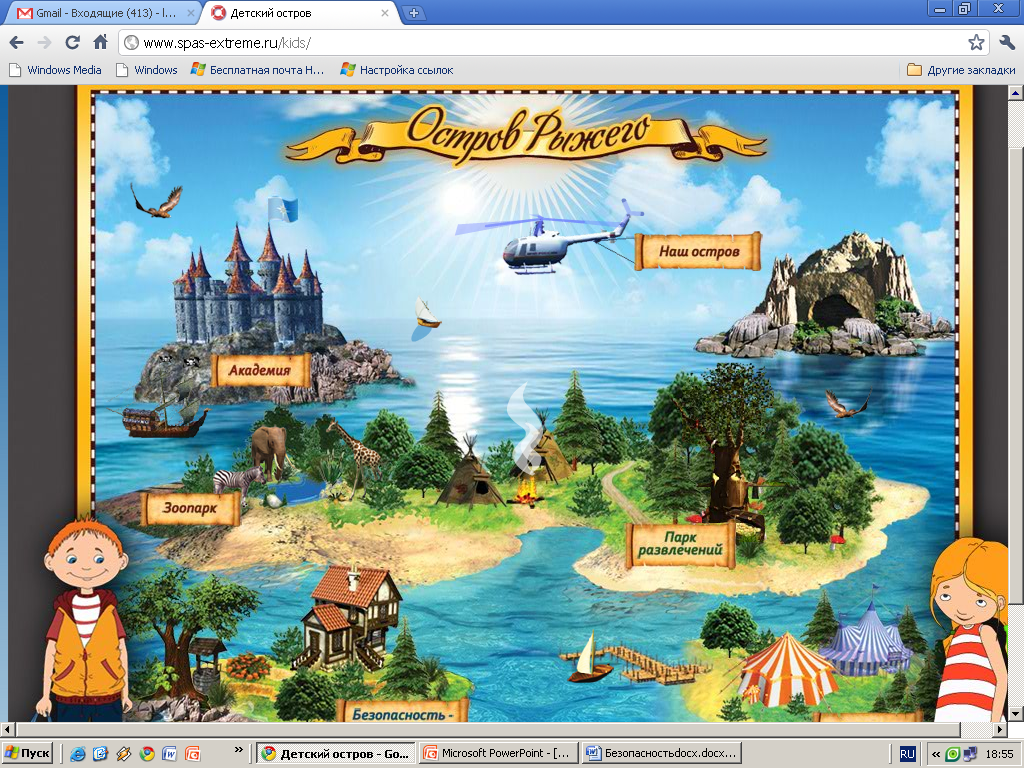 Gmail - Входящие (413) - l...
Детский остров
www.spas-extreme.ru/kids/
Windows Media
Windows
Бесплатная почта H...
Настройка ссылок
Другие закладки
Остров Рыжего
Наш остров
Академия
Зоопарк
Парк
развлечений
Безопасность -
Пуск
»
Детский остров - Go...
Microsoft PowerPoint - [...
Безопасностьdocx.docx...
RU
«
18:55